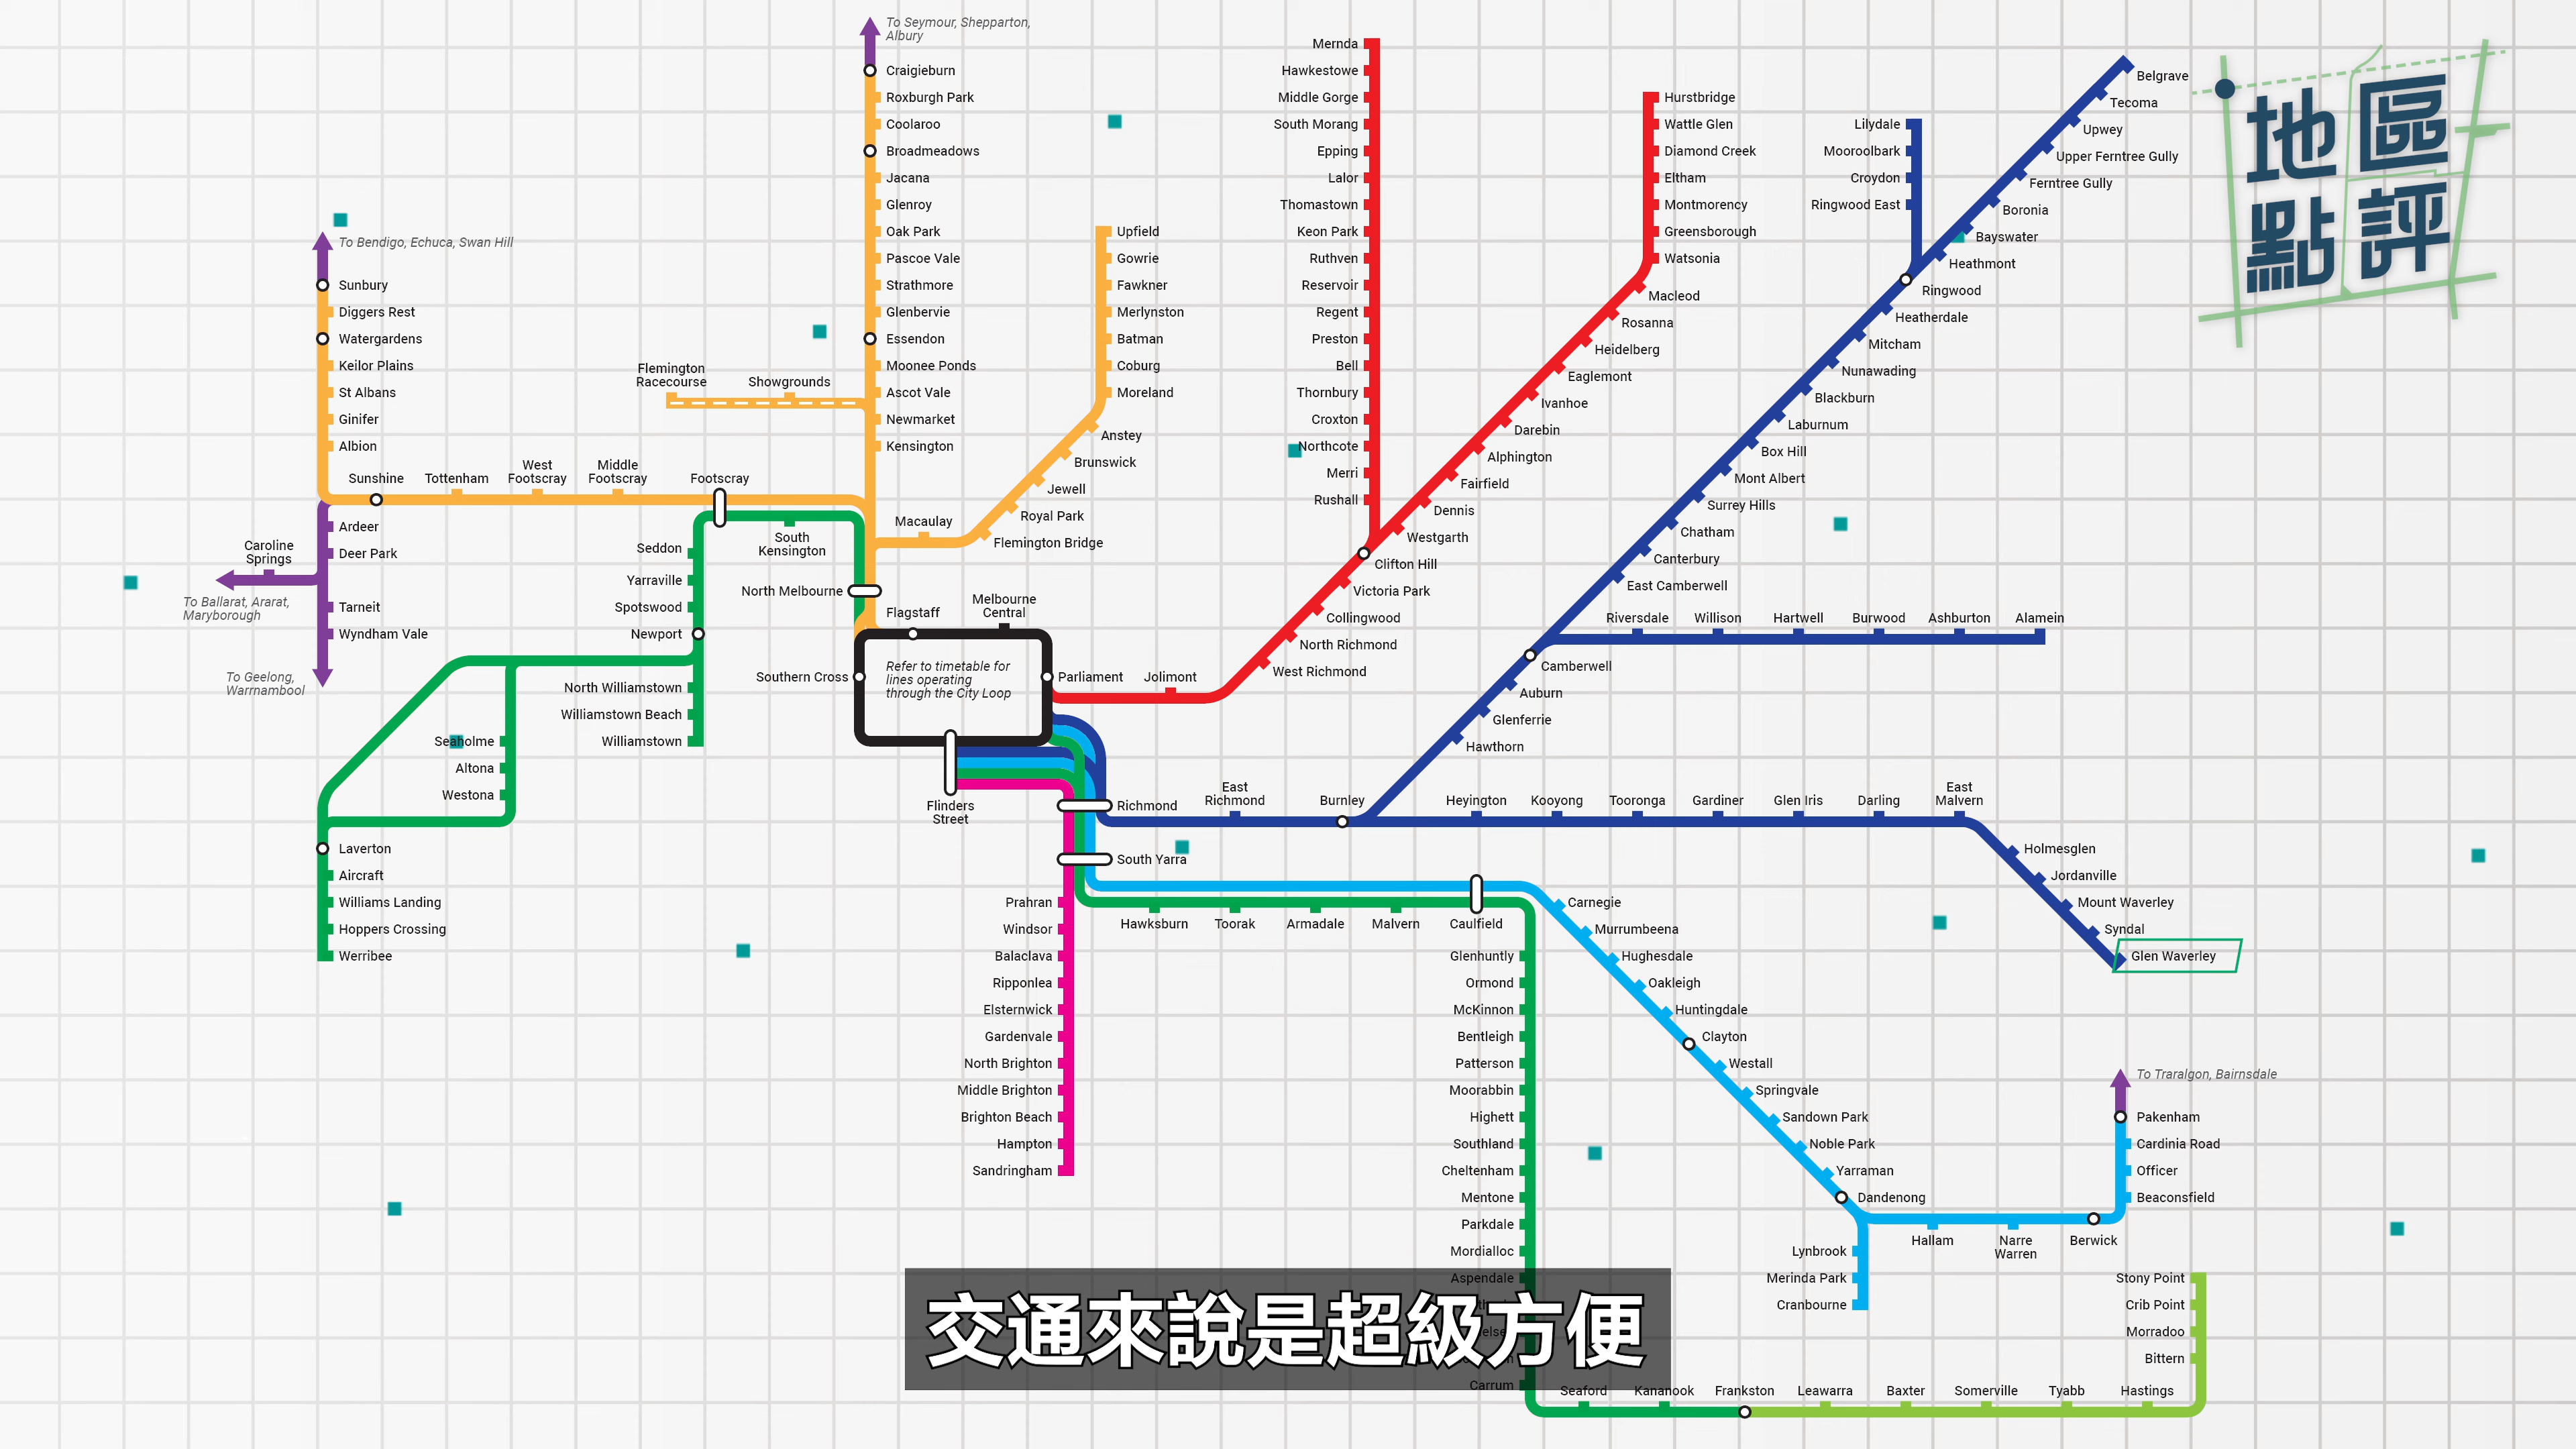 To Seymour, Shepparton,
Albury
Craigieburn
Roxburgh Park
Coolaroo
Broadmeadows
Jacana
Glenroy
Oak Park
Pascoe Vale
Strathmore
Glenbervie
Essendon
Moonee Ponds
Ascot Vale
Newmarket
Kensington
Flemington
Racecourse
Showgrounds
To Bendigo, Echuca, Swan Hill
Sunbury
Diggers Rest
Watergardens
Keilor Plains
St Albans
Ginifer
Albion
Sunshine
Tottenham
West
Footscray
Middle
Footscray
Footscray
Ardeer
Deer Park
Caroline
Springs
To Ballarat, Ararat,
Maryborough
Tarneit
Wyndham Vale
To Geelong,
Warrnambool
Upfield
Gowrie
Fawkner
Merlynston
Batman
Coburg
Moreland
Anstey
Brunswick
Jewell
Royal Park
Flemington Bridge
Macaulay
South
Kensington
Seddon
Yarraville
Spotswood
Newport
North Williamstown
Williamstown Beach
Williamstown
Seaholme
Altona
Westona
Laverton
Aircraft
Williams Landing
Hoppers Crossing
Werribee
North Melbourne
Flagstaff
Melbourne
Central
Southern Cross
Refer to timetable for
lines operating
through the City Loop
Parliament
Flinders
Street
Mernda
Hawkestowe
Middle Gorge
South Morang
Epping
Lalor
Thomastown
Keon Park
Ruthven
Reservoir
Regent
Preston
Bell
Thornbury
Croxton
Northcote
Merri
Rushall
Hurstbridge
Wattle Glen
Diamond Creek
Eltham
Montmorency
Greensborough
Watsonia
Macleod
Rosanna
Heidelberg
Eaglemont
Ivanhoe
Darebin
Alphington
Fairfield
Dennis
Westgarth
Clifton Hill
Victoria Park
Collingwood
North Richmond
West Richmond
Jolimont
Lilydale
Mooroolbark
Croydon
Ringwood East
Belgrave
Tecoma
Upwey
Upper Ferntree Gully
Ferntree Gully
Boronia
Bayswater
Heathmont
Ringwood
Heatherdale
Mitcham
Nunawading
Blackburn
Laburnum
Box Hill
Mont Albert
Surrey Hills
Chatham
Canterbury
East Camberwell
Riversdale
Willison
Hartwell
Burwood
Ashburton
Alamein
Camberwell
Auburn
Glenferrie
Hawthorn
Richmond
East
Richmond
Burnley
Heyington
Kooyong
Tooronga
Gardiner
Glen Iris
Darling
East
Malvern
Holmesglen
Jordanville
Mount Waverley
Syndal
Glen Waverley
South Yarra
Prahran
Windsor
Balaclava
Ripponlea
Elsternwick
Gardenvale
North Brighton
Middle Brighton
Brighton Beach
Hampton
Sandringham
Hawksburn
Toorak
Armadale
Malvern
Caulfield
Carnegie
Murrumbeena
Hughesdale
Oakleigh
Huntingdale
Clayton
Westall
Springvale
Sandown Park
Noble Park
Yarraman
Dandenong
Hallam
Narre
Warren
Berwick
Beaconsfield
Officer
Cardinia Road
Pakenham
To Traralgon, Bairnsdale
Lynbrook
Merinda Park
Cranbourne
Glenhuntly
Ormond
McKinnon
Bentleigh
Patterson
Moorabbin
Highett
Southland
Cheltenham
Mentone
Parkdale
Mordialloc
Aspendale
Carrum
Seaford
Kananook
Frankston
Leawarra
Baxter
Somerville
Tyabb
Hastings
Bittern
Morradoo
Crib Point
Stony Point
地區
點評
交通來說是超級方便